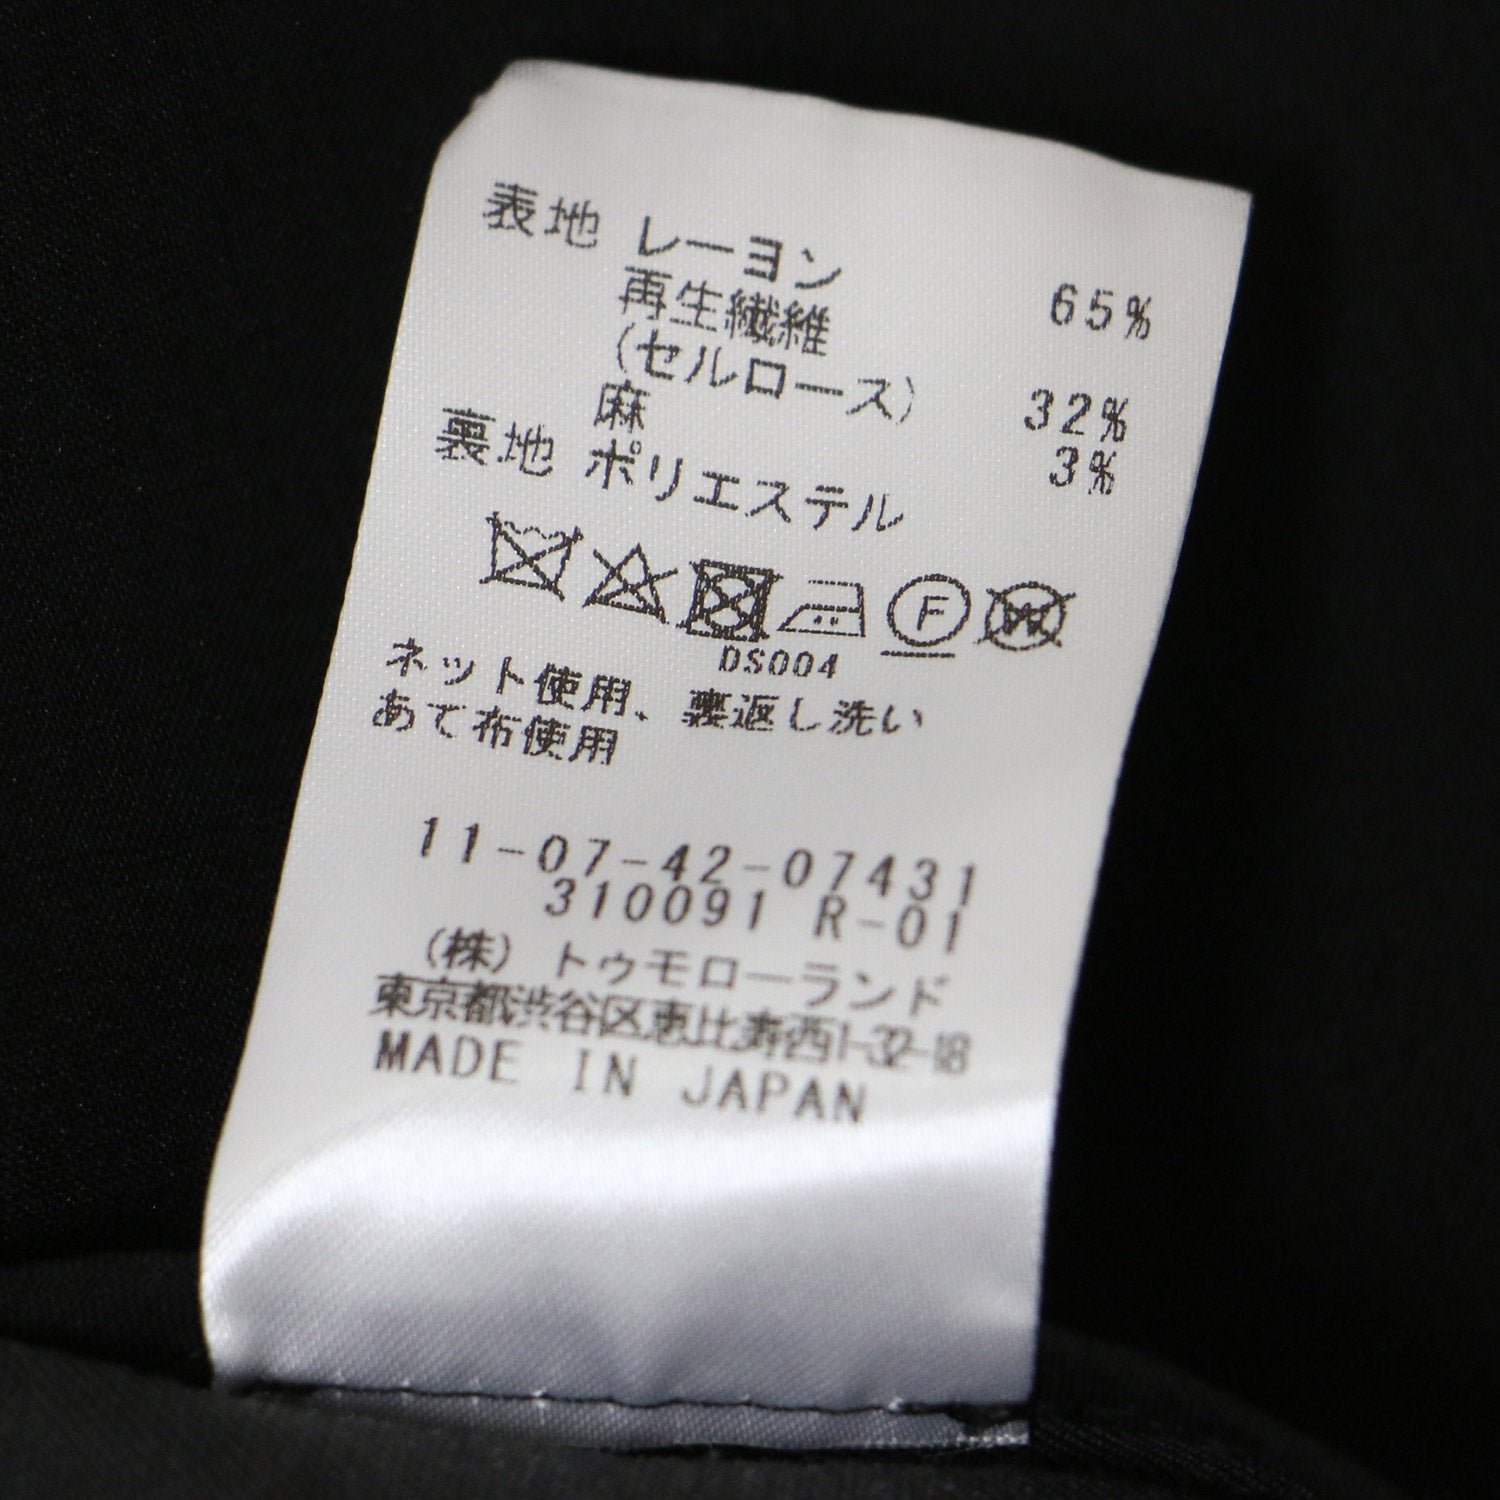 表地 レーヨン 65%
再生繊維
(セルロース) 32%
麻 3%
裏地 ポリエステル
F W
DS004
ネット使用、裏返し洗い
あて布使用
11-07-42-07431
310091 R-01
(株) トゥモローランド
東京都渋谷区恵比寿西1-32-18
MADE IN JAPAN